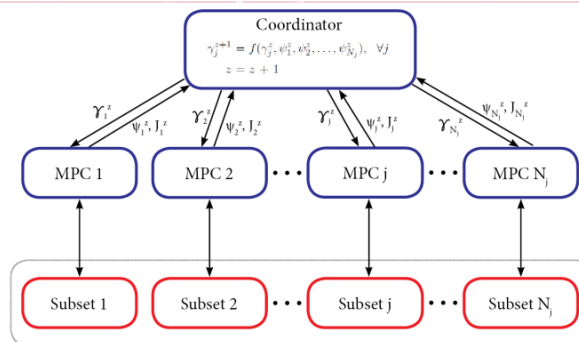 Coordinator
γ_j^{z+1} = f(γ_j^z, ψ_1^z, ψ_2^z, . . . , ψ_{N_j}^z), ∀j
z = z + 1
ϒ_1^z ψ_1^z, J_1^z ϒ_2^z ψ_2^z, J_2^z ϒ_j^z ψ_j^z, J_j^z ϒ_{N_j}^z ψ_{N_j}^z, J_{N_j}^z
MPC 1 MPC 2 ••• MPC j ••• MPC N_j
Subset 1 Subset 2 ••• Subset j ••• Subset N_j